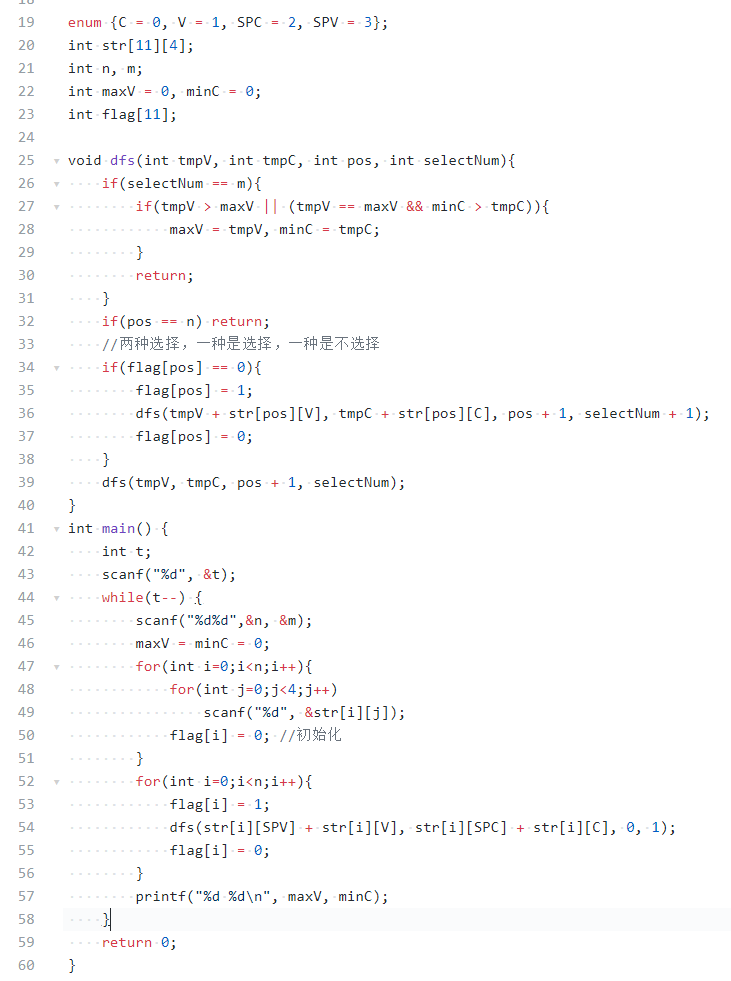 19 enum {C = 0, V = 1, SPC = 2, SPV = 3};
20 int str[11][4];
21 int n, m;
22 int maxV = 0, minC = 0;
23 int flag[11];
24
25 void dfs(int tmpV, int tmpC, int pos, int selectNum){
26     if(selectNum == m){
27         if(tmpV > maxV || (tmpV == maxV && minC > tmpC)){
28             maxV = tmpV, minC = tmpC;
29         }
30         return;
31     }
32     if(pos == n) return;
33     //两种选择，一种是选择，一种是不选择
34     if(flag[pos] == 0){
35         flag[pos] = 1;
36         dfs(tmpV + str[pos][V], tmpC + str[pos][C], pos + 1, selectNum + 1);
37         flag[pos] = 0;
38     }
39     dfs(tmpV, tmpC, pos + 1, selectNum);
40 }
41 int main() {
42     int t;
43     scanf("%d", &t);
44     while(t--) {
45         scanf("%d%d",&n, &m);
46         maxV = minC = 0;
47         for(int i=0;i<n;i++){
48             for(int j=0;j<4;j++)
49                 scanf("%d", &str[i][j]);
50             flag[i] = 0; //初始化
51         }
52         for(int i=0;i<n;i++){
53             flag[i] = 1;
54             dfs(str[i][SPV] + str[i][V], str[i][SPC] + str[i][C], 0, 1);
55             flag[i] = 0;
56         }
57         printf("%d %d\n", maxV, minC);
58     }
59     return 0;
60 }